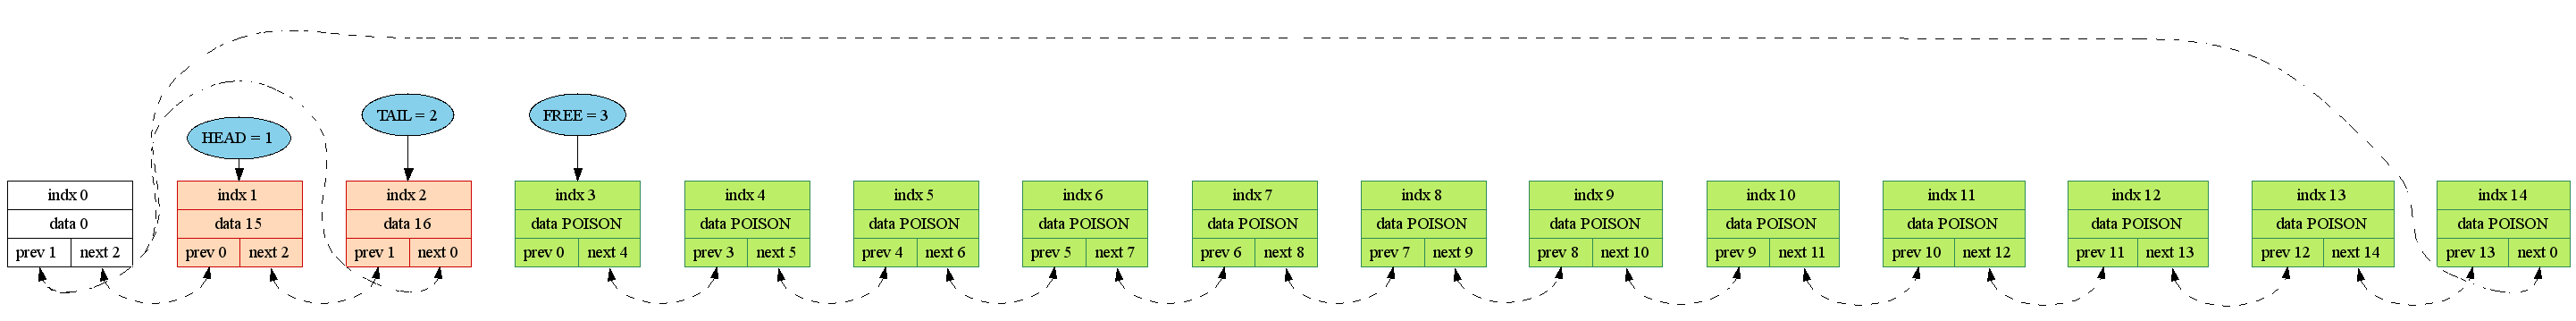 TAIL = 2
FREE = 3
HEAD = 1
indx 0
data 0
prev 1 next 2
indx 1
data 15
prev 0 next 2
indx 2
data 16
prev 1 next 0
indx 3
data POISON
prev 0 next 4
indx 4
data POISON
prev 3 next 5
indx 5
data POISON
prev 4 next 6
indx 6
data POISON
prev 5 next 7
indx 7
data POISON
prev 6 next 8
indx 8
data POISON
prev 7 next 9
indx 9
data POISON
prev 8 next 10
indx 10
data POISON
prev 9 next 11
indx 11
data POISON
prev 10 next 12
indx 12
data POISON
prev 11 next 13
indx 13
data POISON
prev 12 next 14
indx 14
data POISON
prev 13 next 0